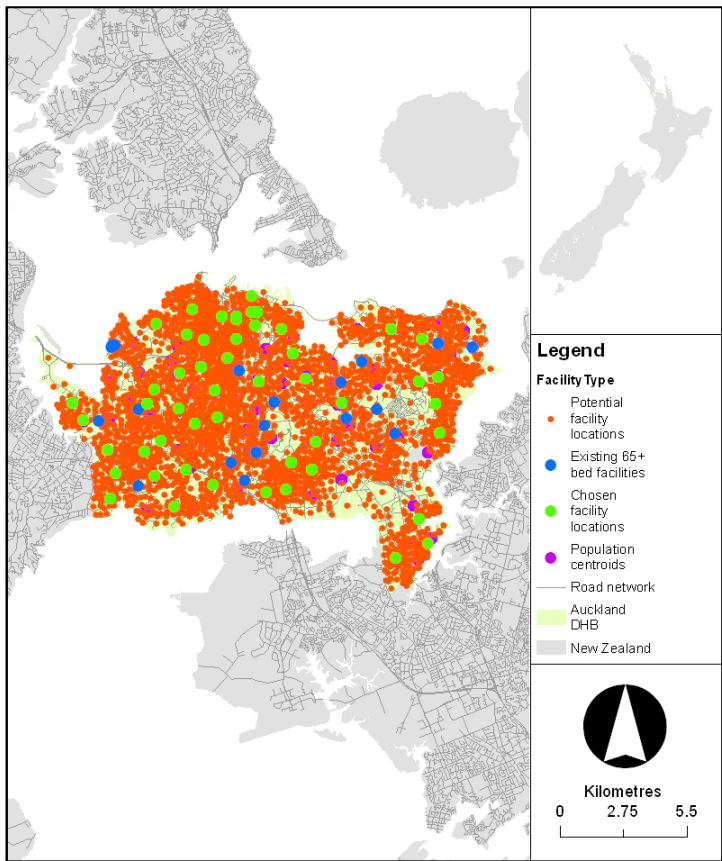 Legend
Facility Type
Potential
facility
locations
Existing 65+
bed facilities
Chosen
facility
locations
Population
centroids
Road network
Auckland
DHB
New Zealand
Kilometres
0 2.75 5.5